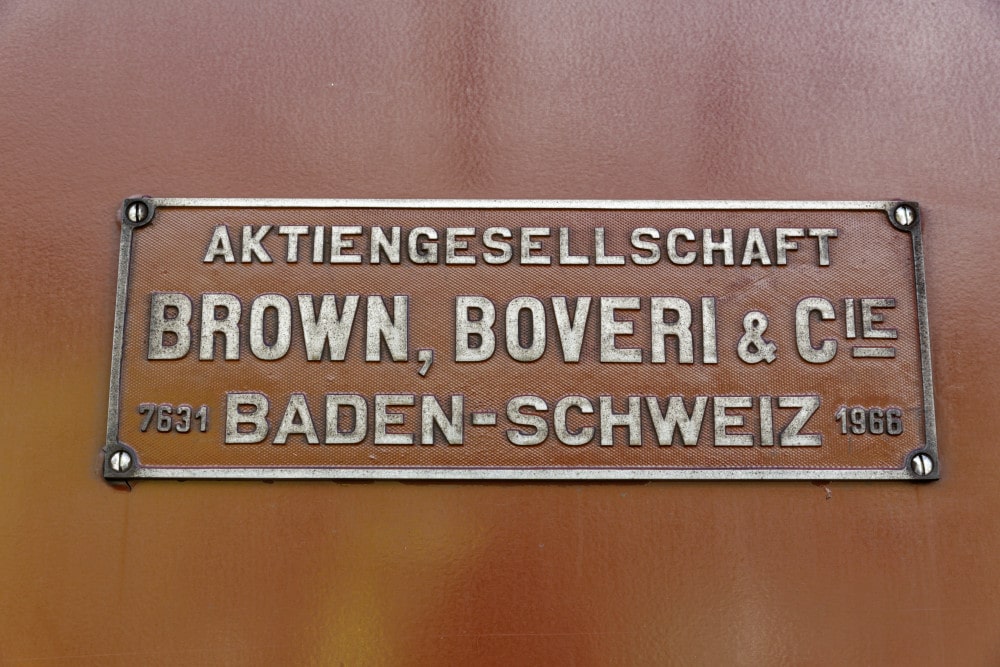 AKTIENGESELLSCHAFT
BROWN, BOVERI & CIE
7631 BADEN-SCHWEIZ 1966